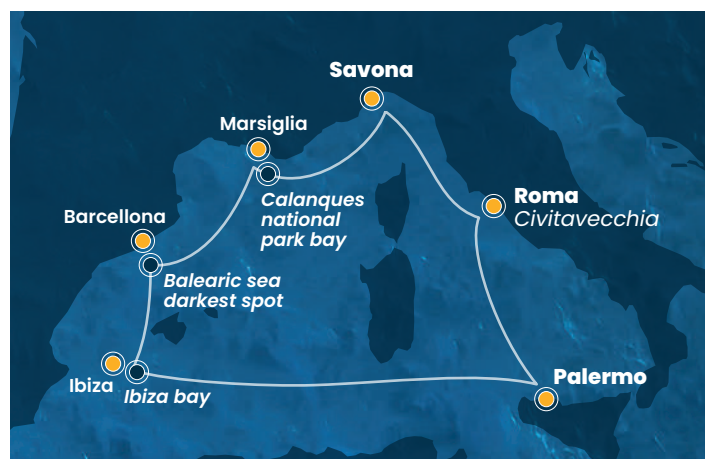 Savona
Marsiglia
Calanques
national
park bay
Roma
Civitavecchia
Barcellona
Balearic sea
darkest spot
Palermo
Ibiza
Ibiza bay